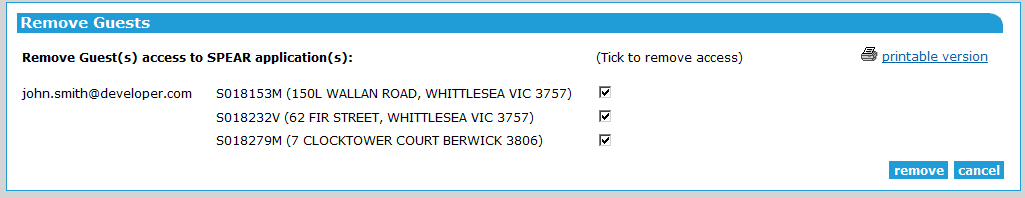 Remove Guests
Remove Guest(s) access to SPEAR application(s): (Tick to remove access) printable version
john.smith@developer.com S018153M (150L WALLAN ROAD, WHITTLESEA VIC 3757)
S018232V (62 FIR STREET, WHITTLESEA VIC 3757)
S018279M (7 CLOCKTOWER COURT BERWICK 3806)
remove cancel